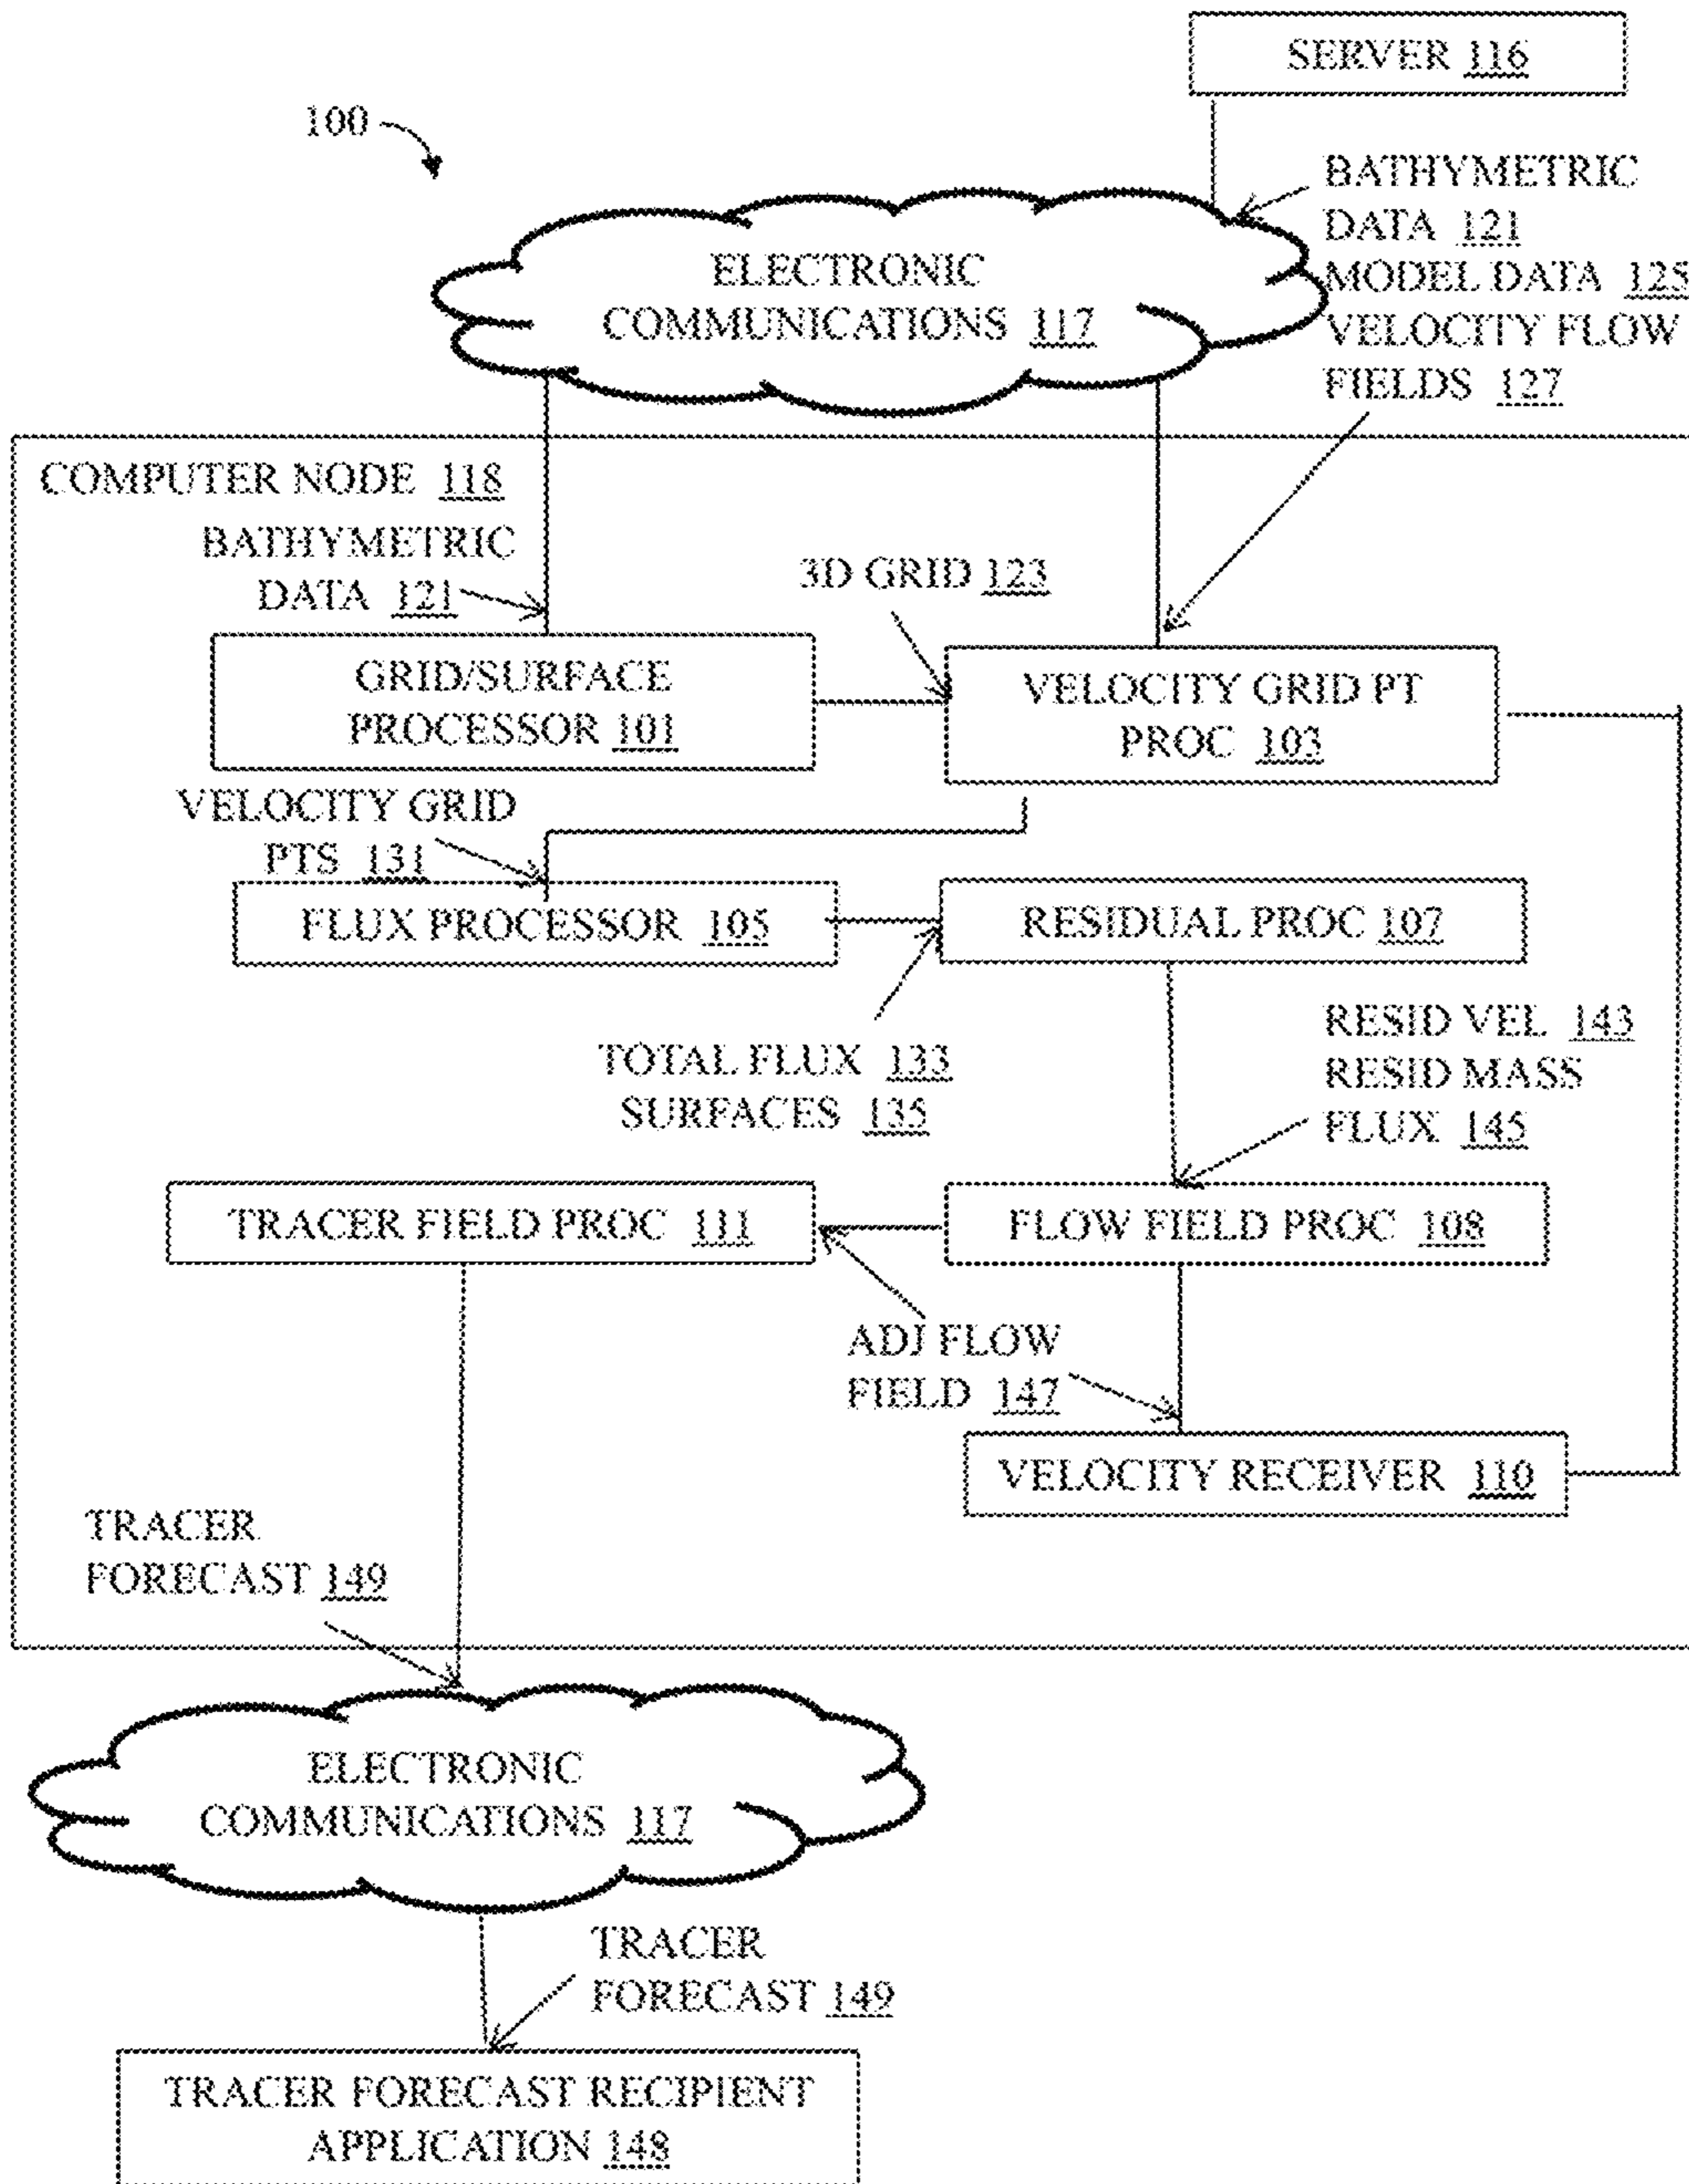 SERVER 116
100
BATHYMETRIC
DATA 121
MODEL DATA 125
VELOCITY FLOW
FIELDS 127
ELECTRONIC
COMMUNICATIONS 117
COMPUTER NODE 118
BATHYMETRIC
DATA 121
3D GRID 123
GRID/SURFACE
PROCESSOR 101
VELOCITY GRID PT
PROC 103
VELOCITY GRID
PTS 131
FLUX PROCESSOR 105
RESIDUAL PROC 107
TOTAL FLUX 133
SURFACES 135
RESID VEL 143
RESID MASS
FLUX 145
TRACER FIELD PROC 111
FLOW FIELD PROC 108
ADJ FLOW
FIELD 147
VELOCITY RECEIVER 110
TRACER
FORECAST 149
ELECTRONIC
COMMUNICATIONS 117
TRACER
FORECAST 149
TRACER FORECAST RECIPIENT
APPLICATION 148